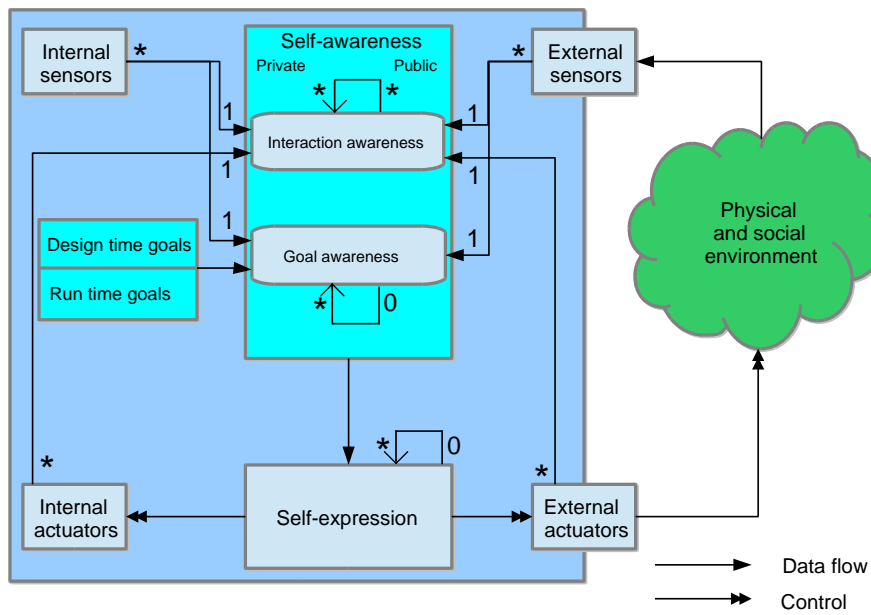 Internal
sensors
*
Self-awareness
Private
Public
*
*
*
External
sensors
1
1
Interaction awareness
1
1
Physical
and social
environment
Design time goals
Run time goals
1
1
Goal awareness
*
0
*
0
*
*
Internal
actuators
Self-expression
External
actuators
Data flow
Control